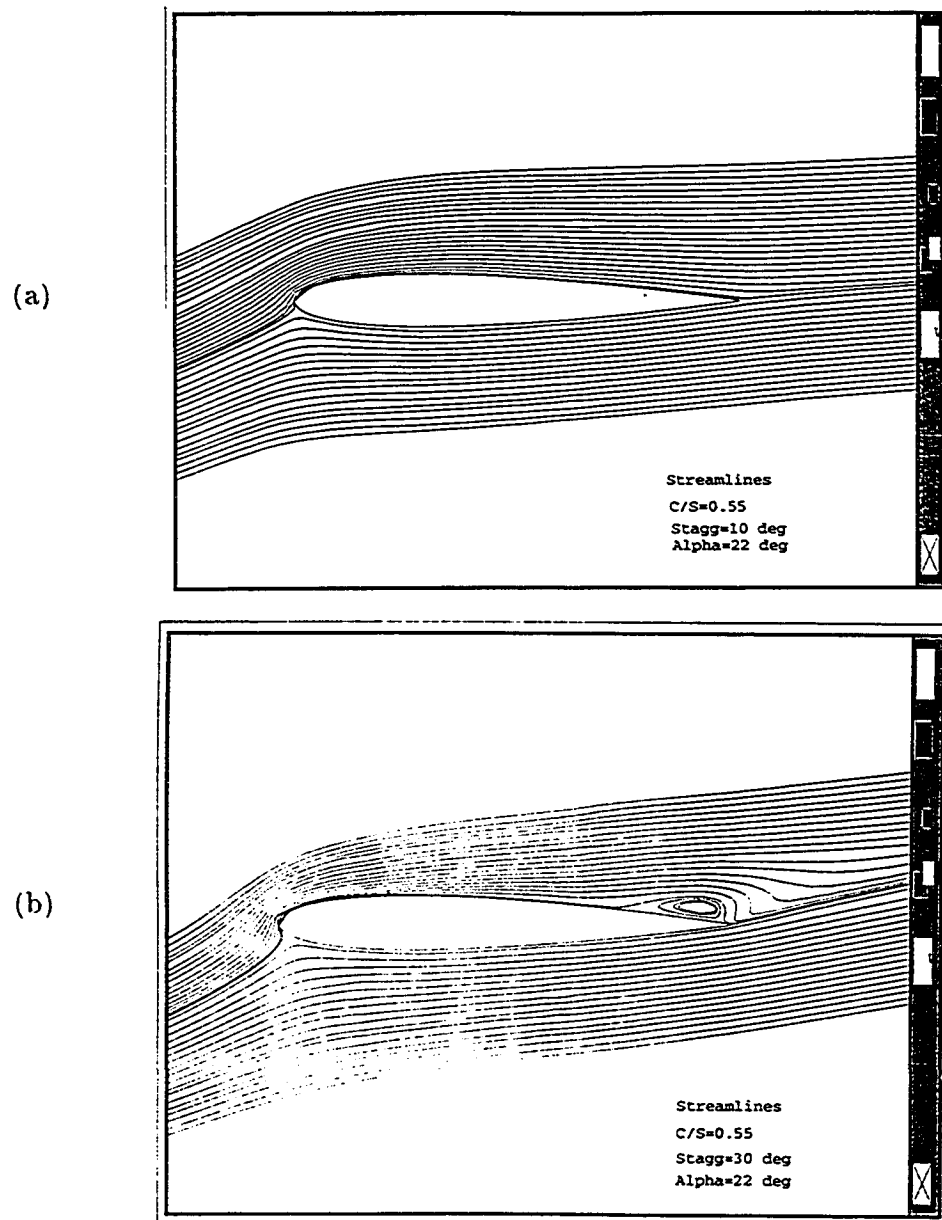 (a)
Streamlines
C/S=0.55
Stagg=10 deg
Alpha=22 deg
(b)
Streamlines
C/S=0.55
Stagg=30 deg
Alpha=22 deg